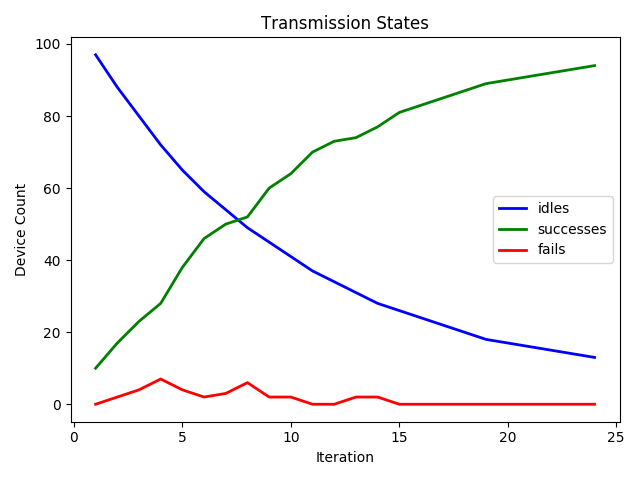 Transmission States
Device Count
100
80
60
40
20
0
idles
successes
fails
0 5 10 15 20 25
Iteration